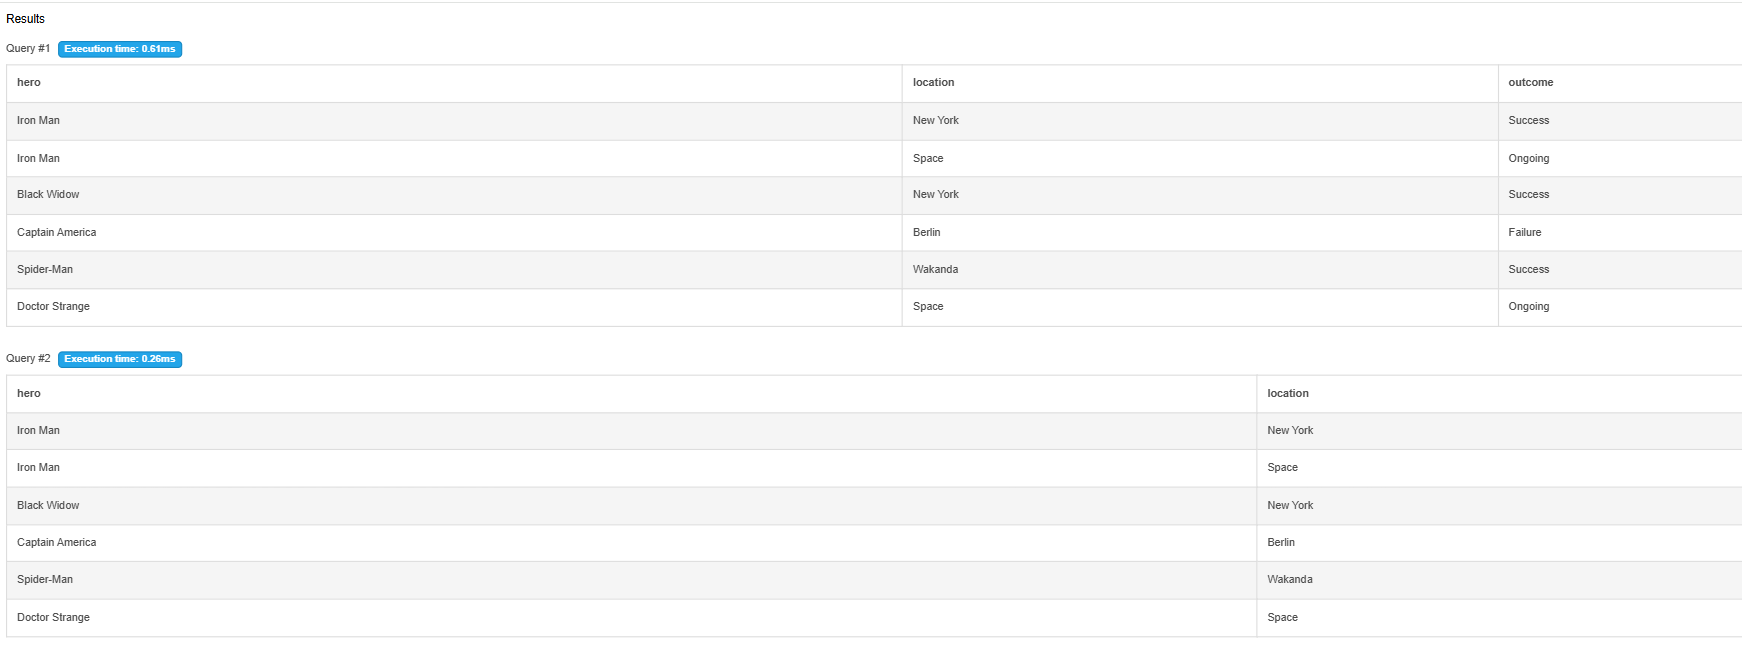 Results
Query #1 Execution time: 0.61ms
hero location outcome
Iron Man New York Success
Iron Man Space Ongoing
Black Widow New York Success
Captain America Berlin Failure
Spider-Man Wakanda Success
Doctor Strange Space Ongoing
Query #2 Execution time: 0.26ms
hero location
Iron Man New York
Iron Man Space
Black Widow New York
Captain America Berlin
Spider-Man Wakanda
Doctor Strange Space